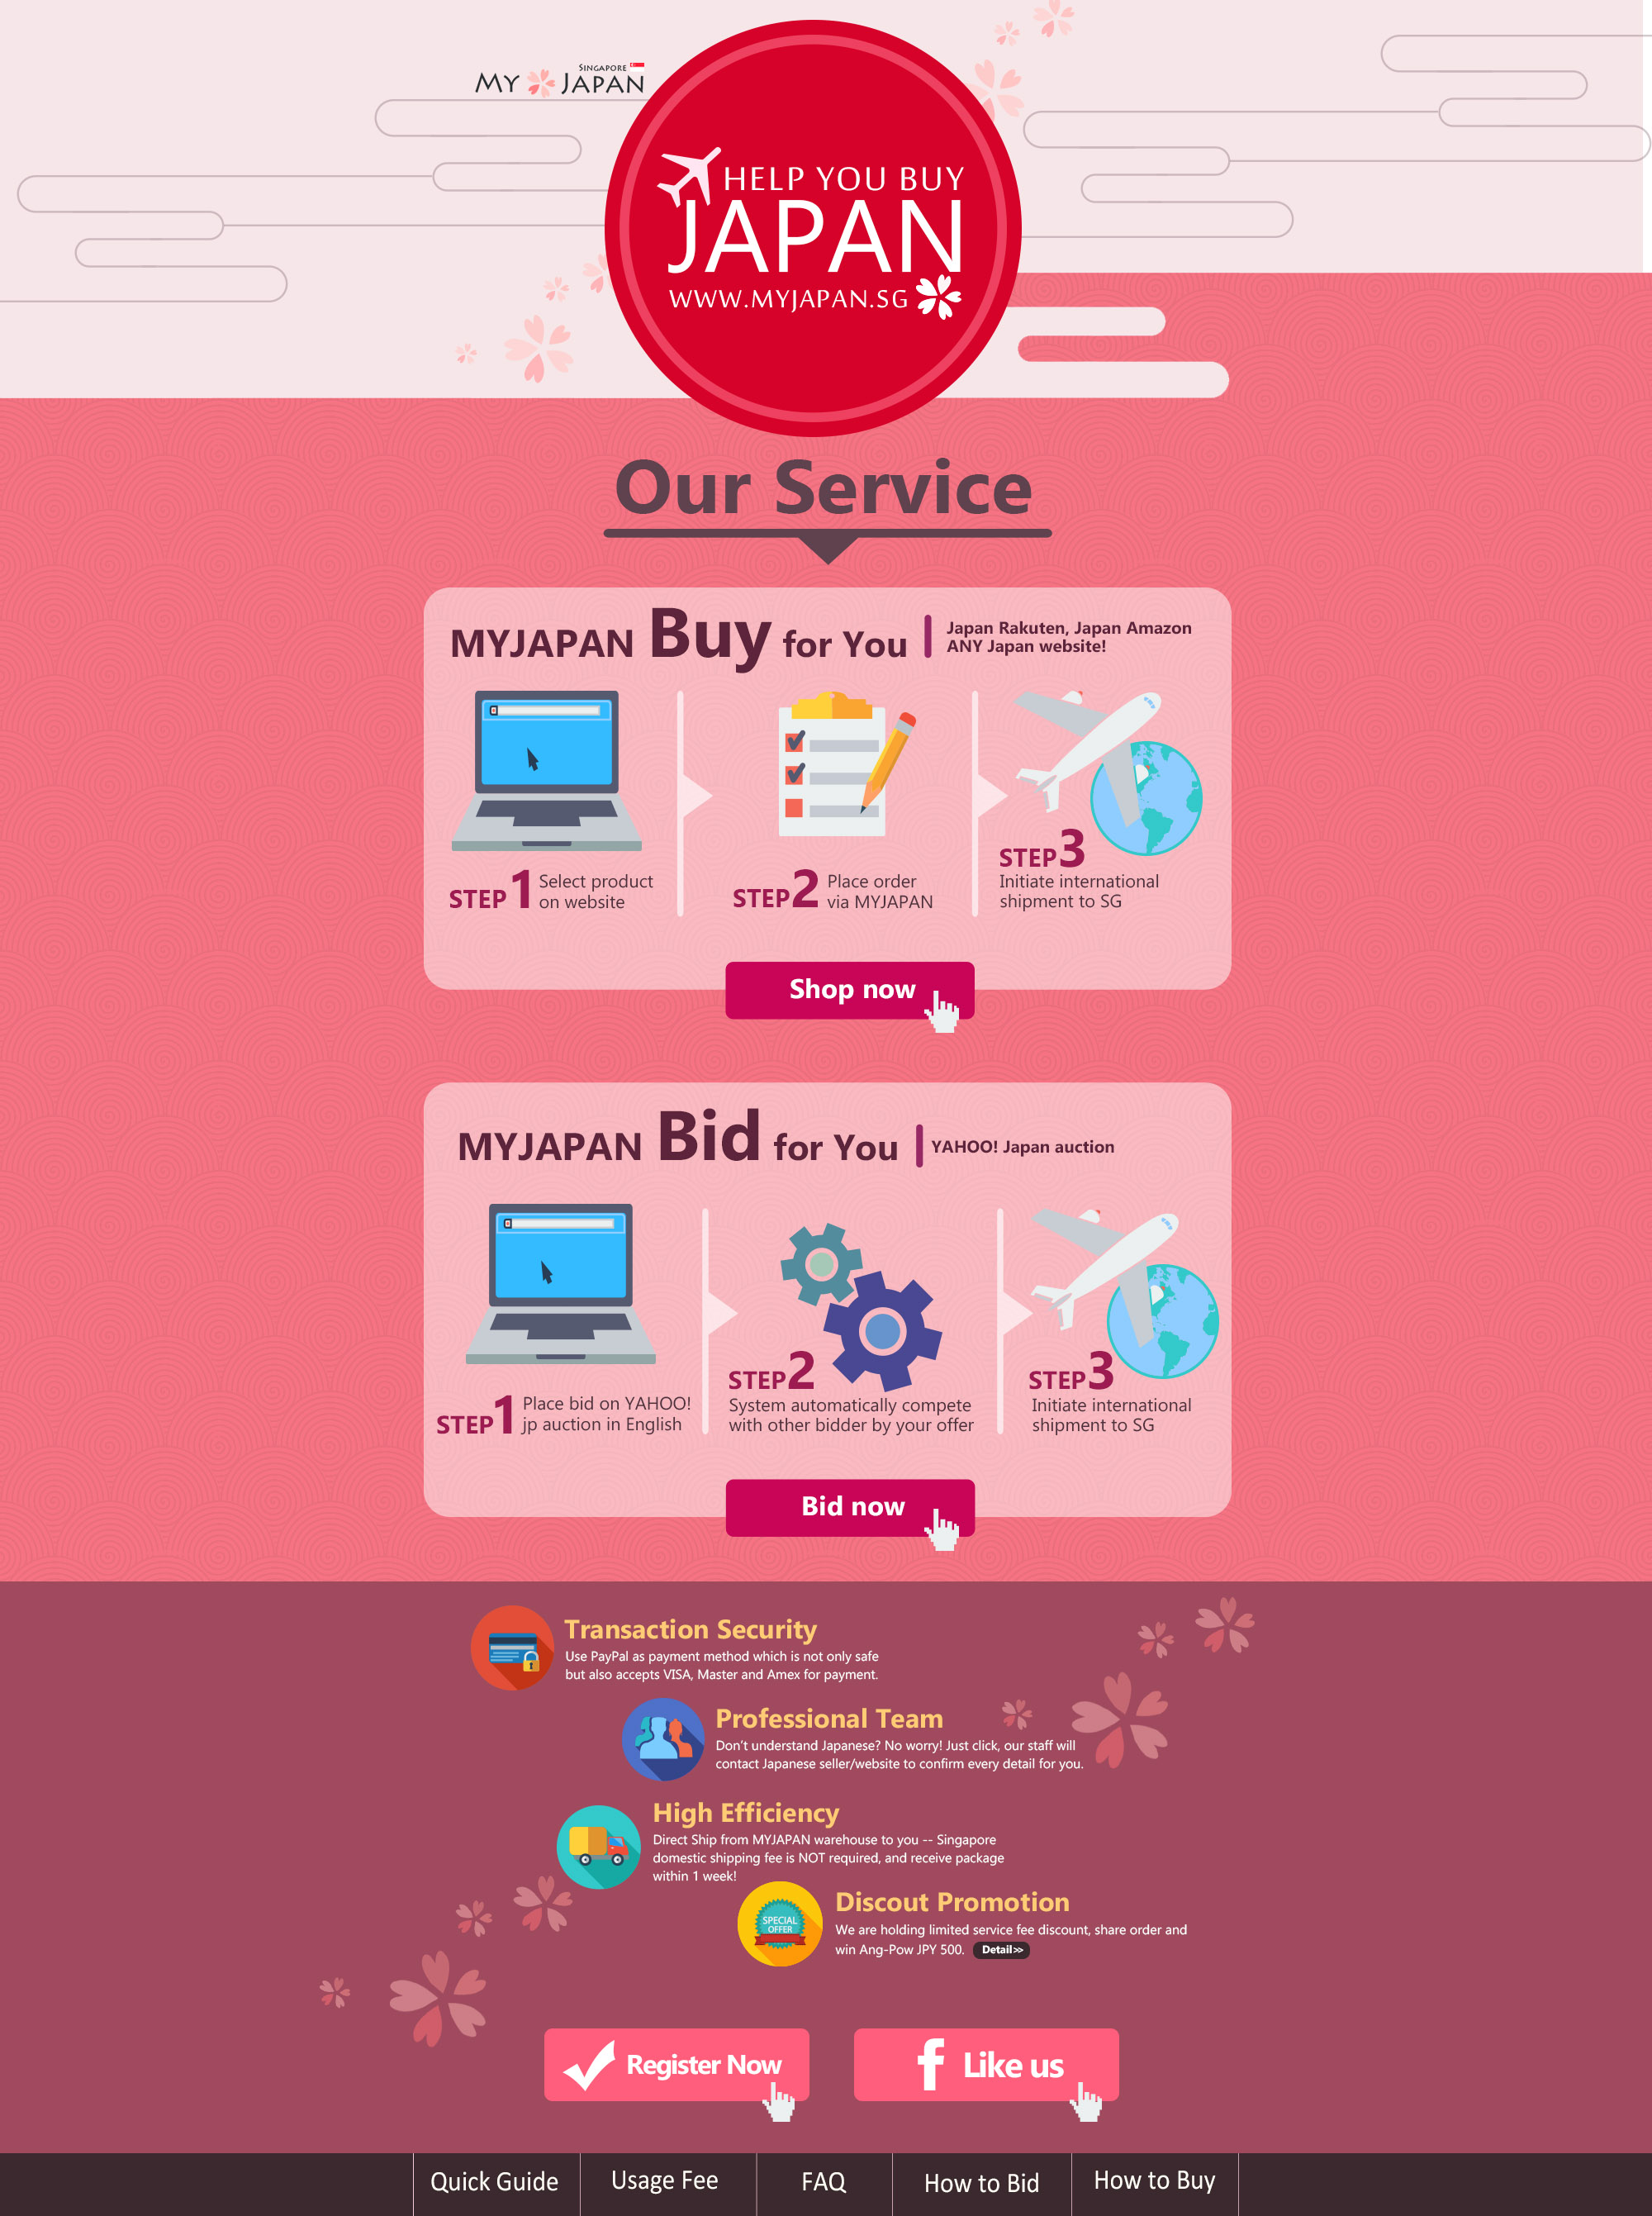 SINGAPORE
MY JAPAN
HELP YOU BUY
JAPAN
WWW.MYJAPAN.SG
Our Service
MYJAPAN Buy for You
Japan Rakuten, Japan Amazon
ANY Japan website!
STEP 1 Select product
on website
STEP 2 Place order
via MYJAPAN
STEP 3
Initiate international
shipment to SG
Shop now
MYJAPAN Bid for You
YAHOO! Japan auction
STEP 1 Place bid on YAHOO!
jp auction in English
STEP 2
System automatically compete
with other bidder by your offer
STEP 3
Initiate international
shipment to SG
Bid now
Transaction Security
Use PayPal as payment method which is not only safe
but also accepts VISA, Master and Amex for payment.
Professional Team
Don't understand Japanese? No worry! Just click, our staff will
contact Japanese seller/website to confirm every detail for you.
High Efficiency
Direct Ship from MYJAPAN warehouse to you -- Singapore
domestic shipping fee is NOT required, and receive package
within 1 week!
SPECIAL
OFFER
Discout Promotion
We are holding limited service fee discount, share order and
win Ang-Pow JPY 500. Detail>>
Register Now
f Like us
Quick Guide
Usage Fee
FAQ
How to Bid
How to Buy